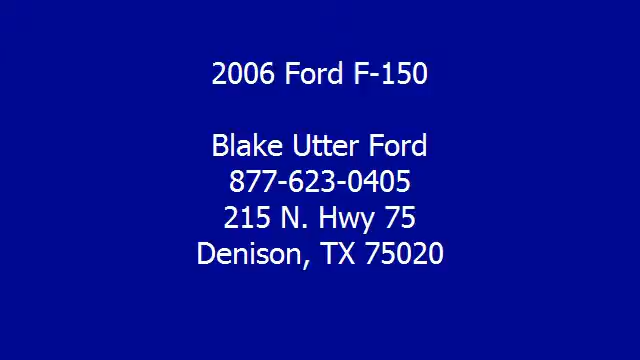 2006 Ford F-150
Blake Utter Ford
877-623-0405
215 N. Hwy 75
Denison, TX 75020